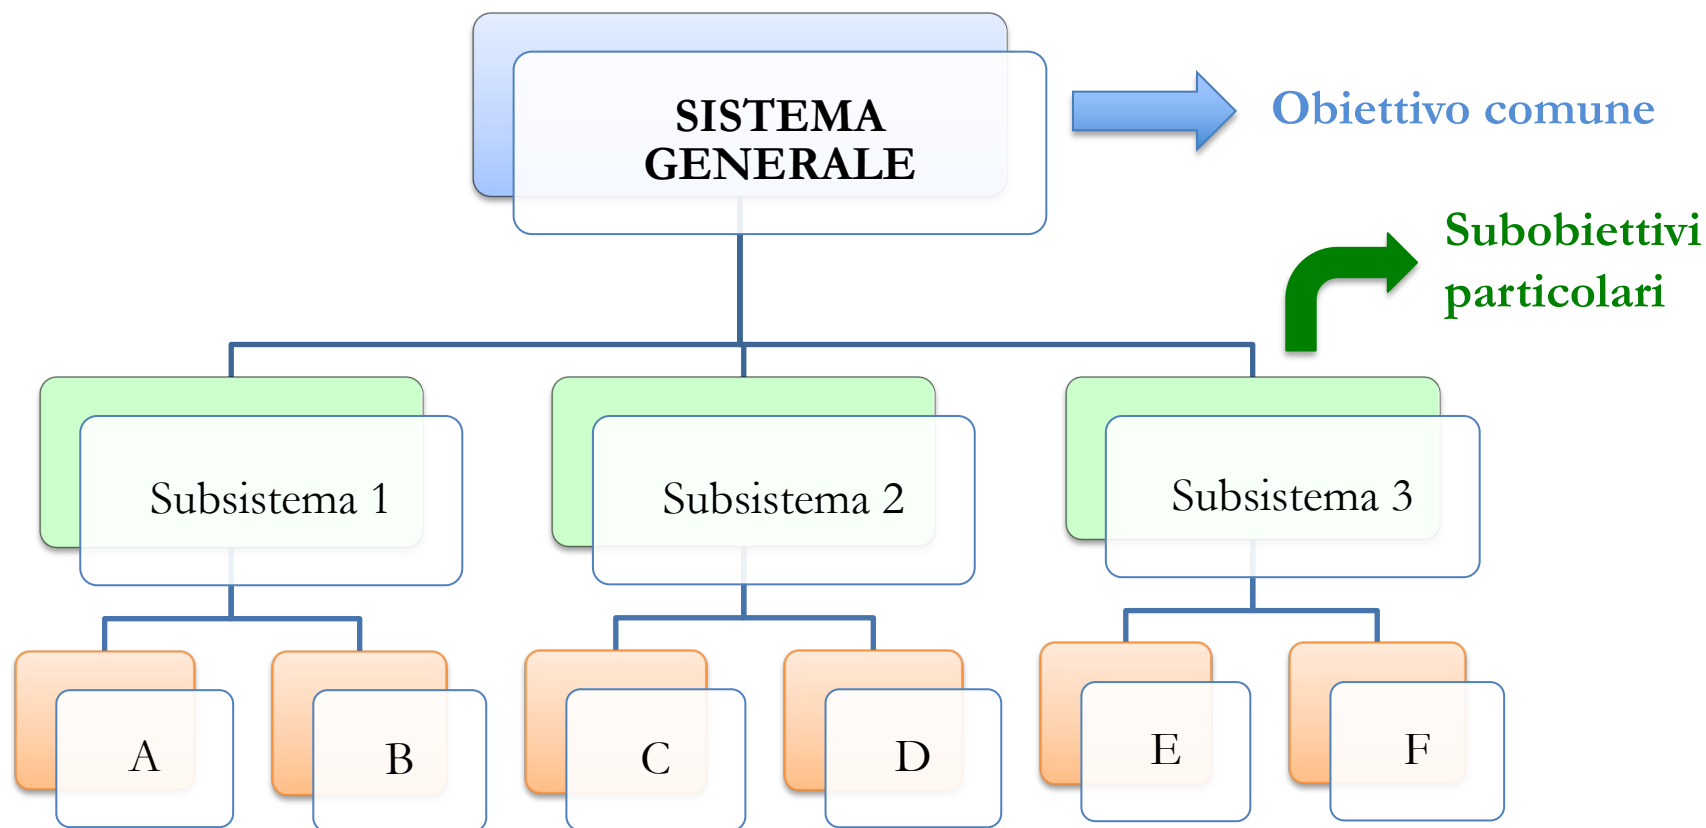 SISTEMA
GENERALE
Obiettivo comune
Subobiettivi
particolari
Subsistema 1
Subsistema 2
Subsistema 3
A
B
C
D
E
F